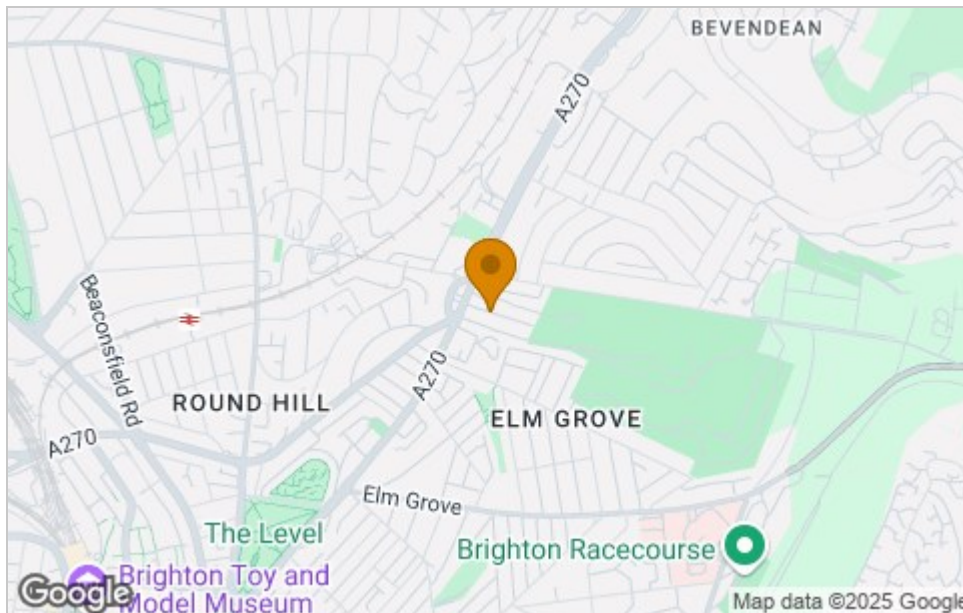 BEVENDEAN
A270
Beaconsfield Rd
ROUND HILL
A270
ELM GROVE
A270
Elm Grove
The Level
Brighton Racecourse
Brighton Toy and
Model Museum
Google
Map data ©2025 Google